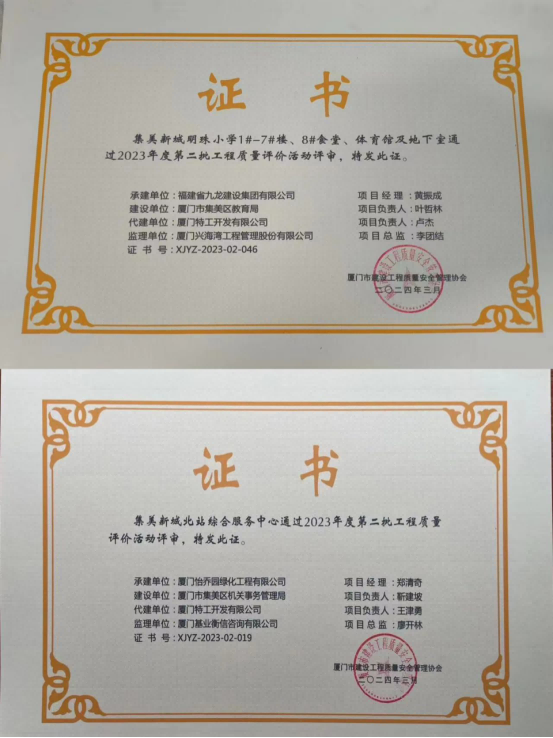 证 书
集美新城明珠小学1#-7#楼、8#食堂、体育馆及地下室通
过2023年度第二批工程质量评价活动评审，特发此证。
承建单位：福建省九龙建设集团有限公司 项目经理：黄振成
建设单位：厦门市集美区教育局 项目负责人：叶哲林
代建单位：厦门特工开发有限公司 项目负责人：卢杰
监理单位：厦门兴海湾工程管理股份有限公司 项目总监：李团结
证 书 号：XJYZ-2023-02-046
厦门市建设工程质量安全管理协会
二〇二四年三月
证 书
集美新城北站综合服务中心通过2023年度第二批工程质量
评价活动评审，特发此证。
承建单位：厦门怡乔园绿化工程有限公司 项目经理：郑清奇
建设单位：厦门市集美区机关事务管理局 项目负责人：靳建坡
代建单位：厦门特工开发有限公司 项目负责人：王津勇
监理单位：厦门基业衡信咨询有限公司 项目总监：廖开林
证 书 号：XJYZ-2023-02-019
厦门市建设工程质量安全管理协会
二〇二四年三月